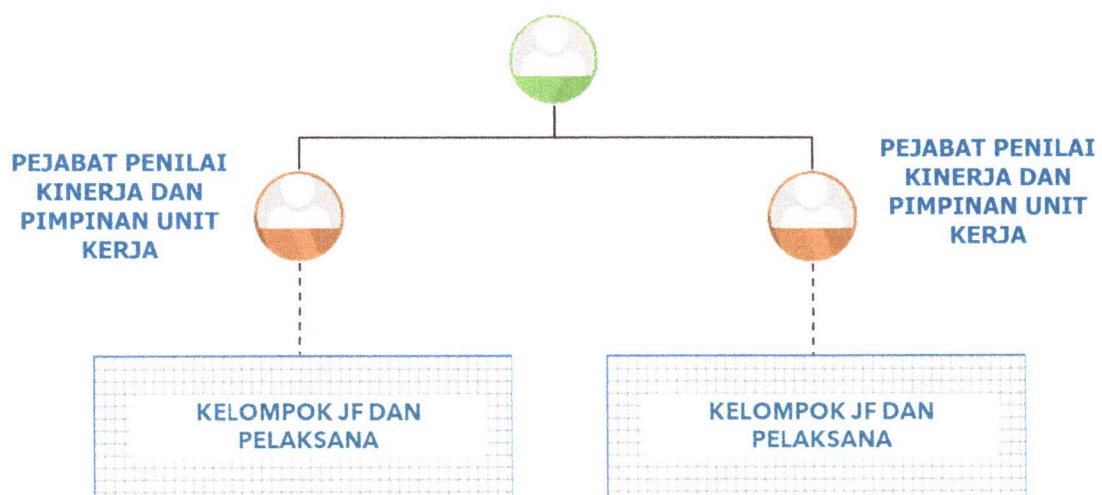 PEJABAT PENILAI
KINERJA DAN
PIMPINAN UNIT
KERJA
PEJABAT PENILAI
KINERJA DAN
PIMPINAN UNIT
KERJA
KELOMPOK JF DAN
PELAKSANA
KELOMPOK JF DAN
PELAKSANA